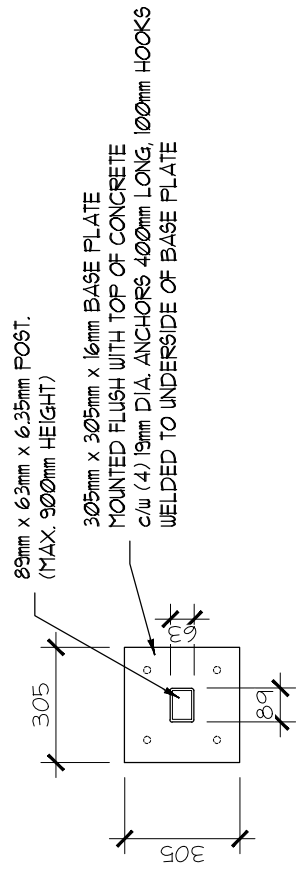 89mm x 63mm x 6.35mm POST.
(MAX. 900mm HEIGHT)
305mm x 305mm x 16mm BASE PLATE
MOUNTED FLUSH WITH TOP OF CONCRETE
c/w (4) 19mm DIA. ANCHORS 400mm LONG, 100mm HOOKS
WELDED TO UNDERSIDE OF BASE PLATE
305
63
89
305